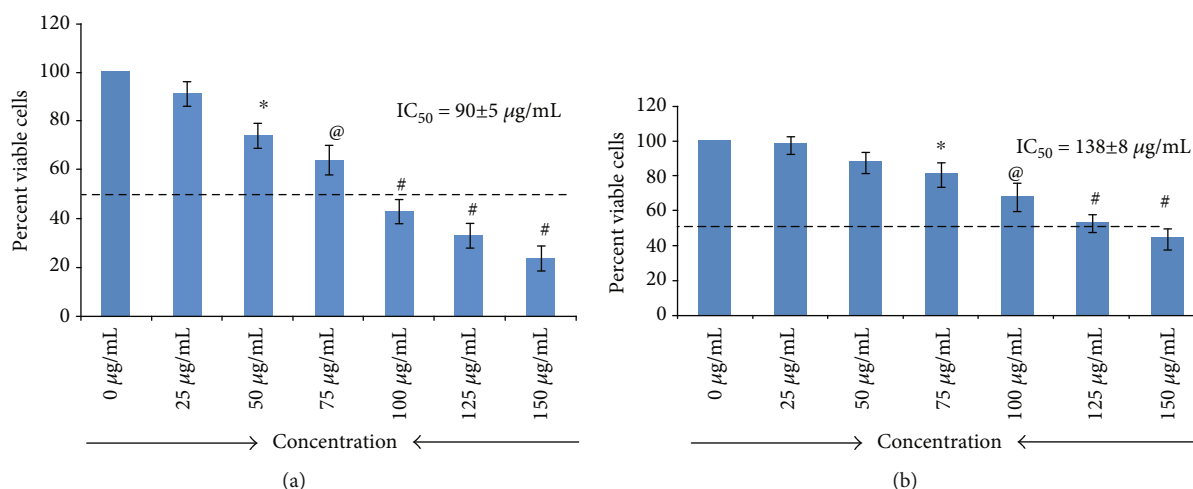 120
100
80
60
40
20
0
Percent viable cells
*
@
#
#
#
IC50 = 90±5 µg/mL
0 µg/mL
25 µg/mL
50 µg/mL
75 µg/mL
100 µg/mL
125 µg/mL
150 µg/mL
Concentration
(a)
120
100
80
60
40
20
0
Percent viable cells
*
@
#
#
IC50 = 138±8 µg/mL
0 µg/mL
25 µg/mL
50 µg/mL
75 µg/mL
100 µg/mL
125 µg/mL
150 µg/mL
Concentration
(b)